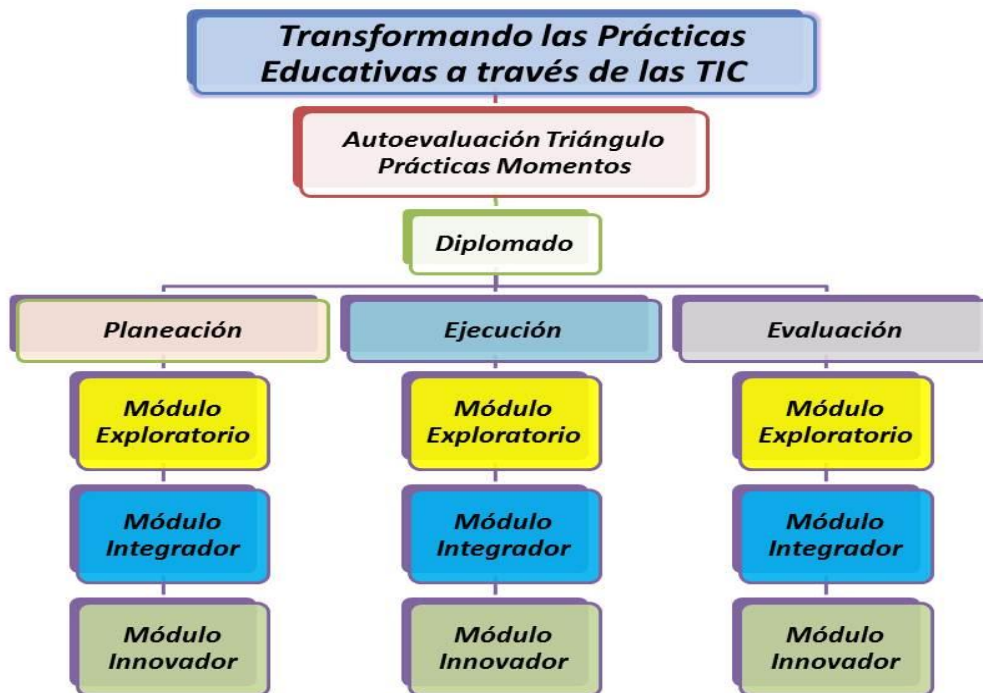 Transformando las Prácticas
Educativas a través de las TIC
Autoevaluación Triángulo
Prácticas Momentos
Diplomado
Planeación
Ejecución
Evaluación
Módulo
Exploratorio
Módulo
Exploratorio
Módulo
Exploratorio
Módulo
Integrador
Módulo
Integrador
Módulo
Integrador
Módulo
Innovador
Módulo
Innovador
Módulo
Innovador